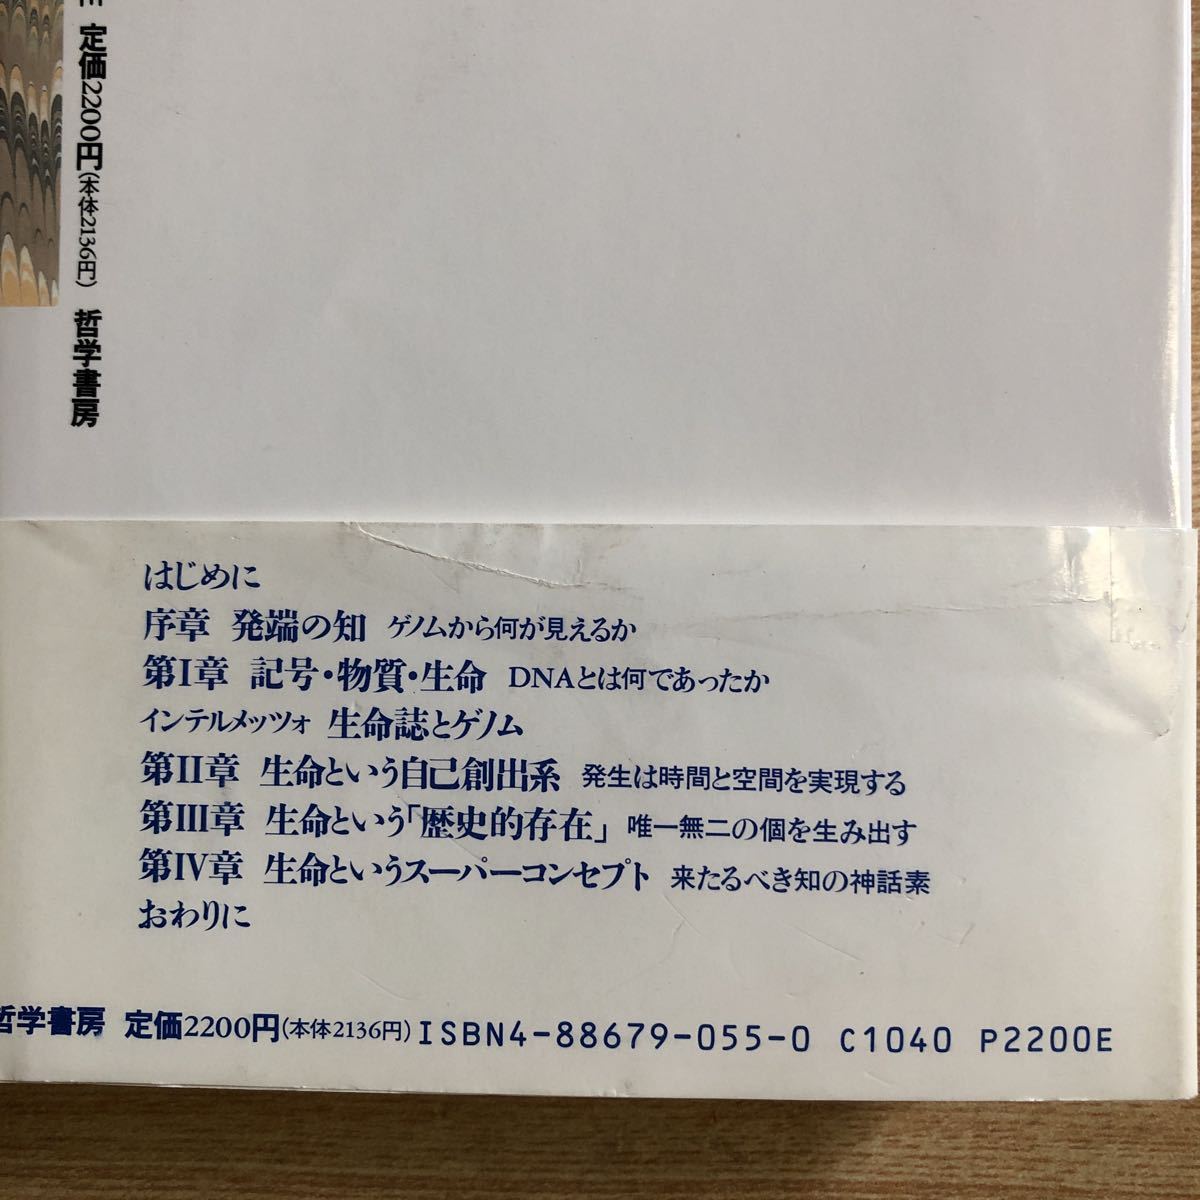 定価2200円(本体2136円) 哲学書房
はじめに
序章 発端の知 ゲノムから何が見えるか
第I章 記号・物質・生命 DNAとは何であったか
インテルメッツォ 生命誌とゲノム
第II章 生命という自己創出系 発生は時間と空間を実現する
第III章 生命という「歴史的存在」 唯一無二の個を生み出す
第IV章 生命というスーパーコンセプト 来たるべき知の神話素
おわりに
哲学書房 定価2200円(本体2136円) ISBN4-88679-055-0 C1040 P2200E